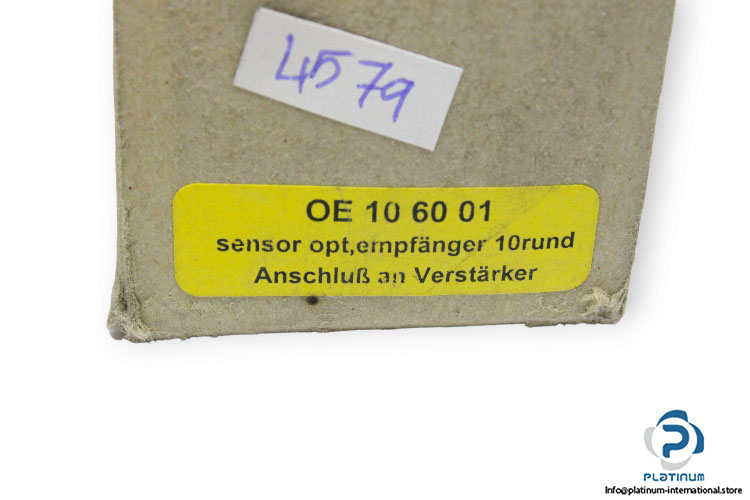 4579
OE 10 60 01
sensor opt,empfänger 10rund
Anschluß an Verstärker
PLATINUM
Info@platinum-international.store